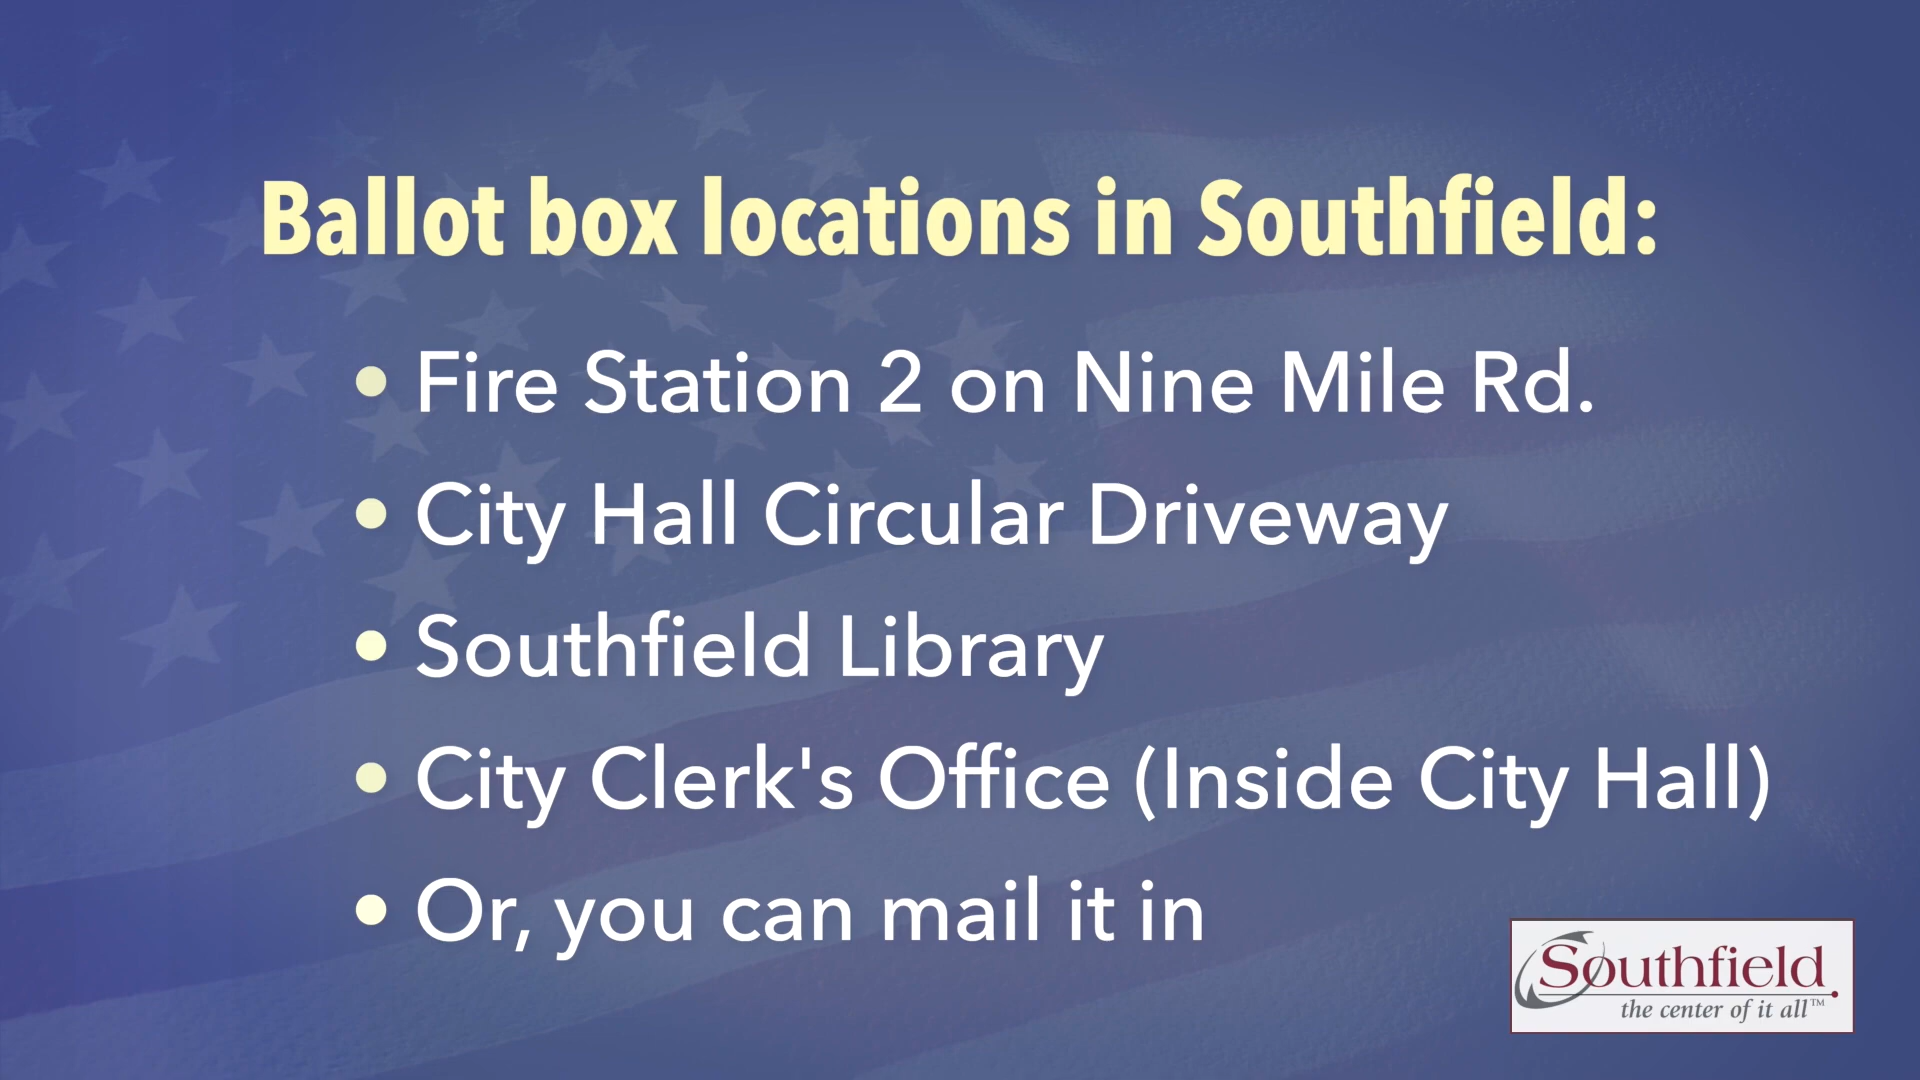 Ballot box locations in Southfield:
• Fire Station 2 on Nine Mile Rd.
• City Hall Circular Driveway
• Southfield Library
• City Clerk's Office (Inside City Hall)
• Or, you can mail it in
Southfield
the center of it all™